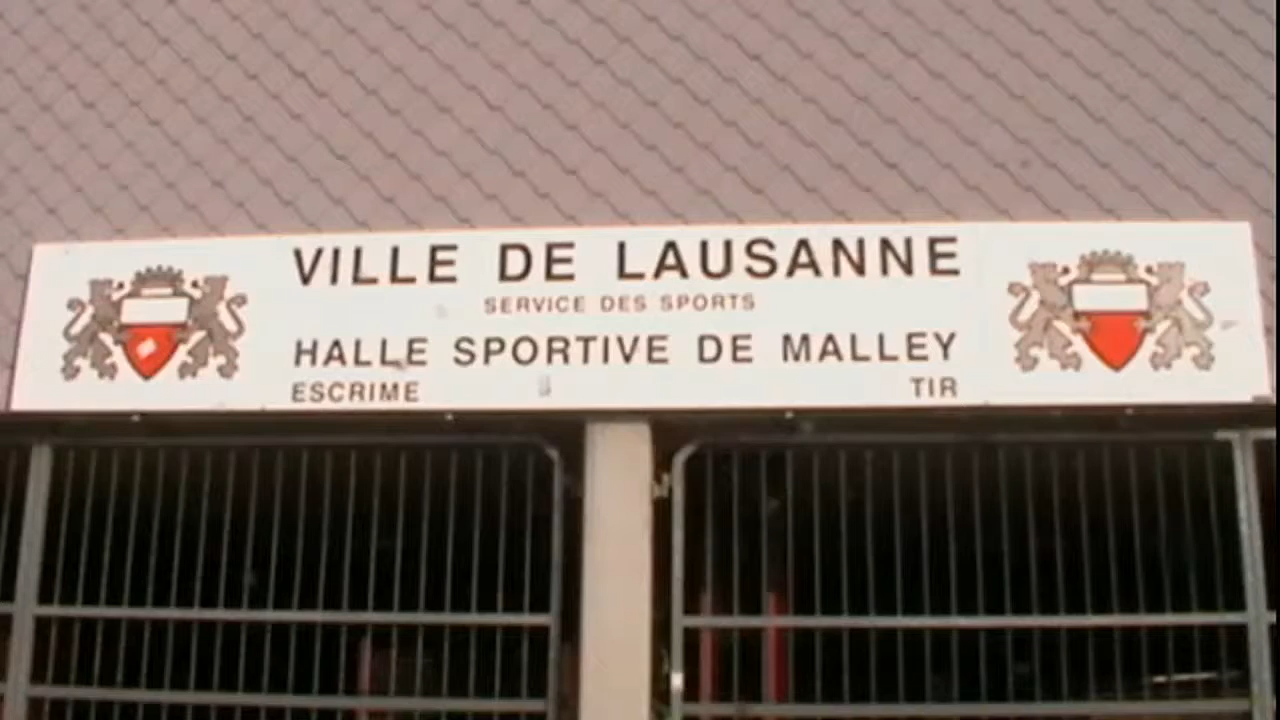 VILLE DE LAUSANNE
SERVICE DES SPORTS
HALLE SPORTIVE DE MALLEY
ESCRIME TIR